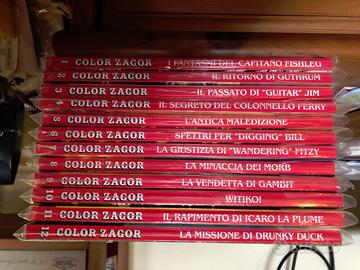 1 COLOR ZAGOR I FANTASMI DEL CAPITANO FISHLEG
2 COLOR ZAGOR IL RITORNO DI GUTHRUM
3 COLOR ZAGOR IL PASSATO DI "GUITAR" JIM
4 COLOR ZAGOR IL SEGRETO DEL COLONNELLO PERRY
5 COLOR ZAGOR L'ANTICA MALEDIZIONE
6 COLOR ZAGOR SPETTRI PER "DIGGING" BILL
7 COLOR ZAGOR LA GIUSTIZIA DI "WANDERING" FITZY
8 COLOR ZAGOR LA MINACCIA DEI MORB
9 COLOR ZAGOR LA VENDETTA DI GAMBIT
10 COLOR ZAGOR WITIKO!
11 COLOR ZAGOR IL RAPIMENTO DI ICARO LA PLUME
12 COLOR ZAGOR LA MISSIONE DI DRUNKY DUCK